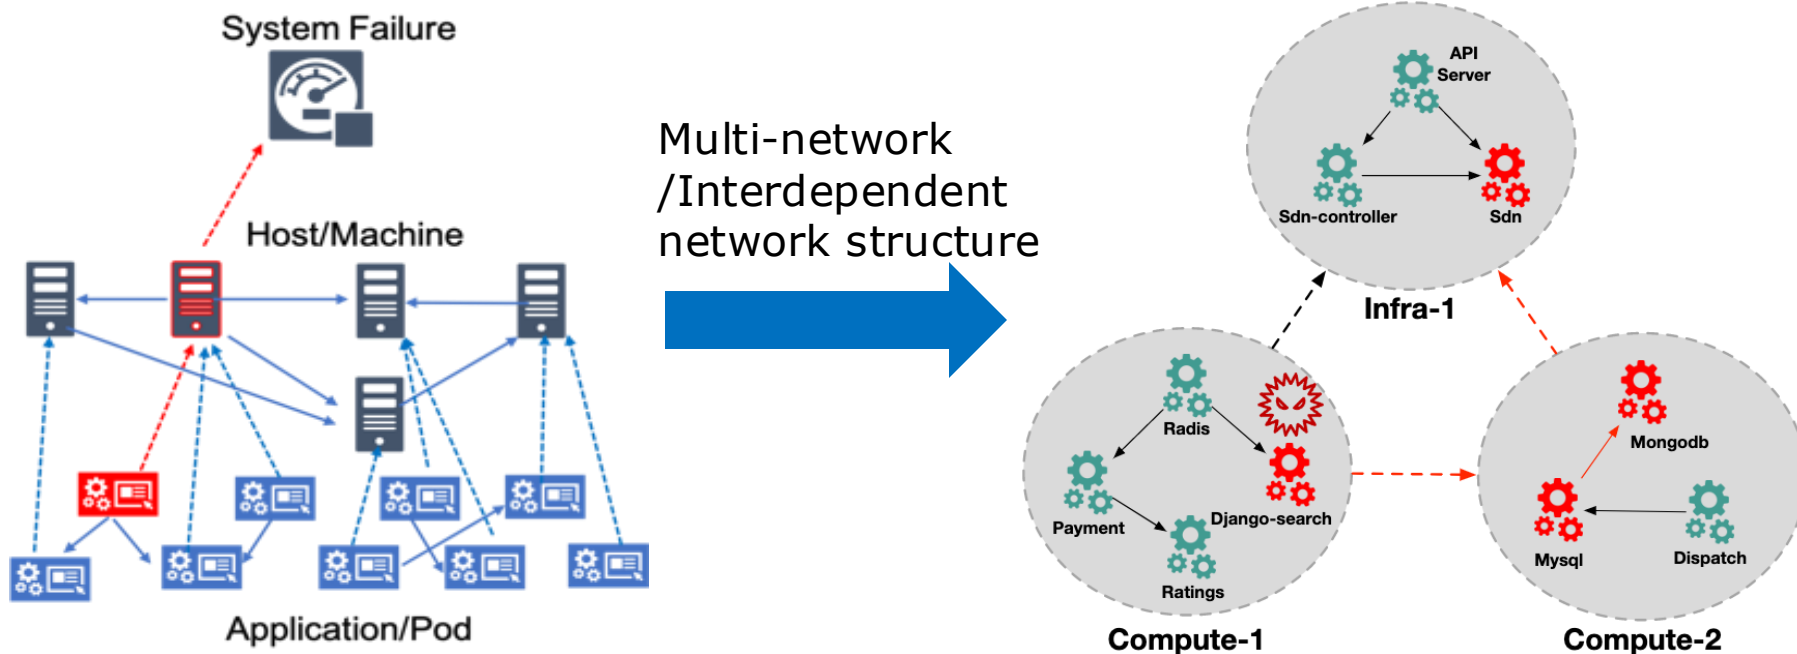 System Failure
Host/Machine
Application/Pod
Multi-network
/Interdependent
network structure
API
Server
Sdn-controller
Sdn
Infra-1
Radis
Payment
Django-search
Ratings
Compute-1
Mongodb
Mysql
Dispatch
Compute-2